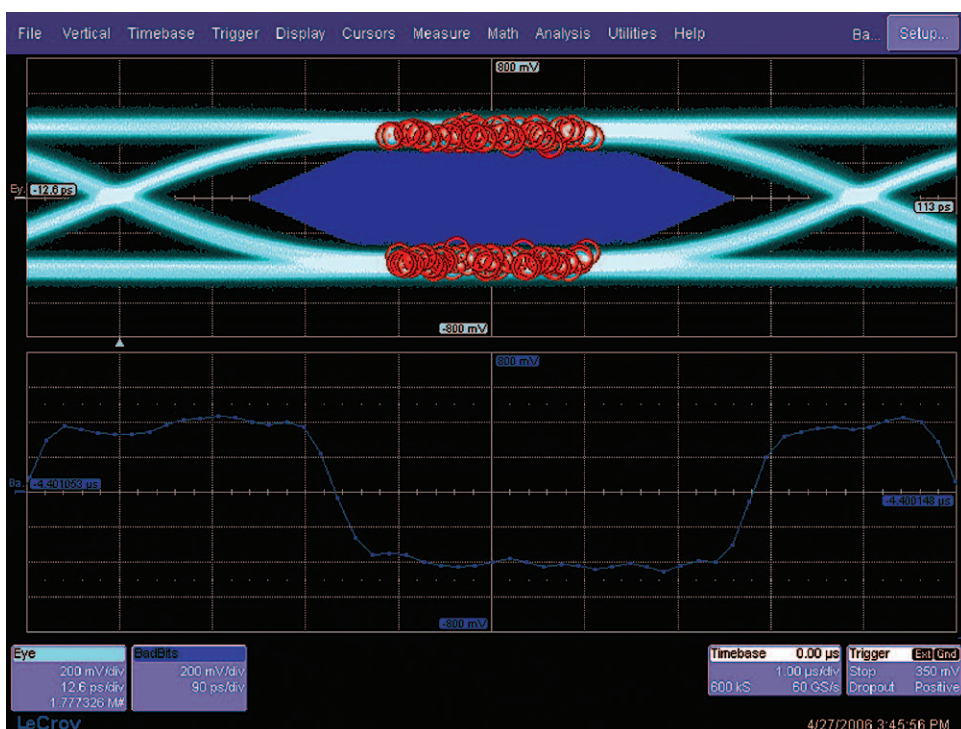 File Vertical Timebase Trigger Display Cursors Measure Math Analysis Utilities Help Ba... Setup...
800 mV
Ey. -12.6 ps
113 ps
-800 mV
800 mV
Ba.. -4.401053 µs
-4.400148 µs
-800 mV
Eye
200 mV/div
12.6 ps/div
1.777326 M#
BadBits
200 mV/div
90 ps/div
Timebase 0.00 µs
1.00 µs/div
600 kS 60 GS/s
Trigger Ext Gnd
Stop 350 mV
Dropout Positive
LeCroy
4/27/2006 3:45:56 PM